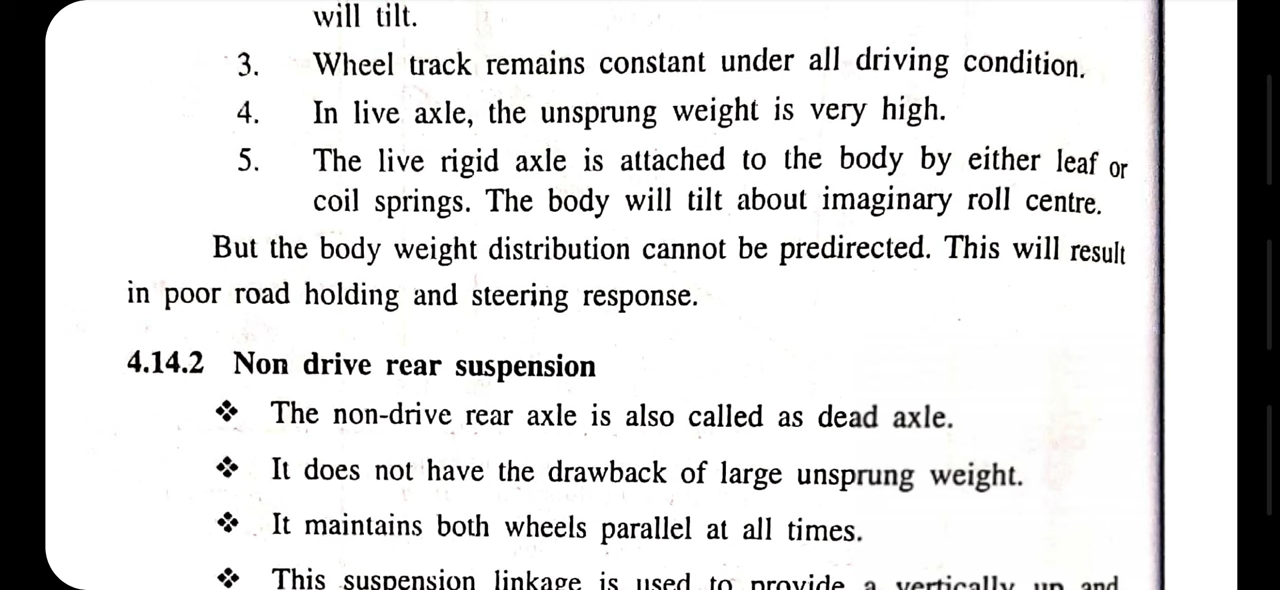 will tilt.
3. Wheel track remains constant under all driving condition.
4. In live axle, the unsprung weight is very high.
5. The live rigid axle is attached to the body by either leaf or
coil springs. The body will tilt about imaginary roll centre.
But the body weight distribution cannot be predirected. This will result
in poor road holding and steering response.
4.14.2 Non drive rear suspension
❖ The non-drive rear axle is also called as dead axle.
❖ It does not have the drawback of large unsprung weight.
❖ It maintains both wheels parallel at all times.
❖ This suspension linkage is used to provide a vertically up and